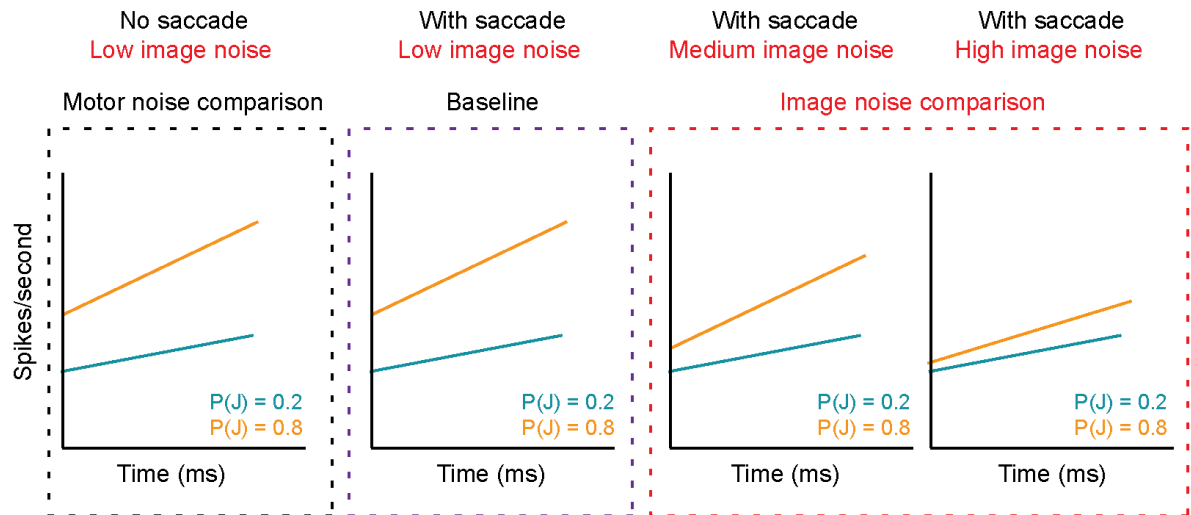 No saccade
Low image noise
With saccade
Low image noise
With saccade
Medium image noise
With saccade
High image noise
Motor noise comparison
Baseline
Image noise comparison
Spikes/second
P(J) = 0.2
P(J) = 0.8
Time (ms)
P(J) = 0.2
P(J) = 0.8
Time (ms)
P(J) = 0.2
P(J) = 0.8
Time (ms)
P(J) = 0.2
P(J) = 0.8
Time (ms)